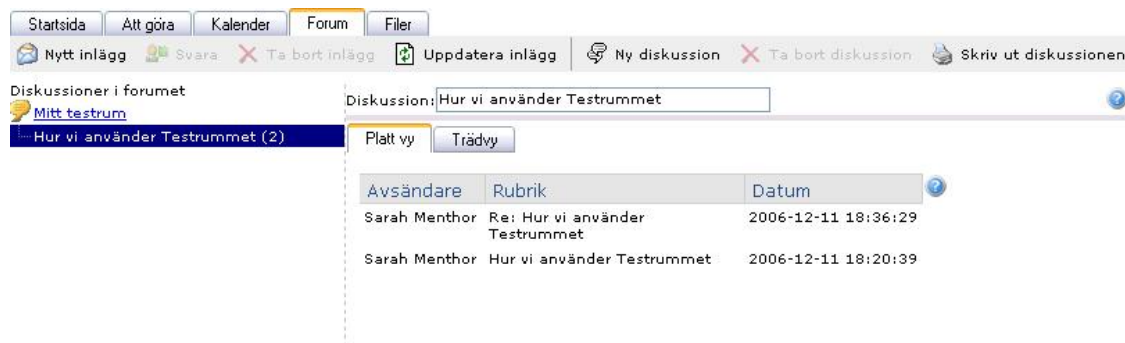 Startsida Att göra Kalender Forum Filer
Nytt inlägg Svara Ta bort inlägg Uppdatera inlägg Ny diskussion Ta bort diskussion Skriv ut diskussionen
Diskussioner i forumet
Mitt testrum
Hur vi använder Testrummet (2)
Diskussion: Hur vi använder Testrummet
Platt vy Trädvy
Avsändare Rubrik Datum
Sarah Menthor Re: Hur vi använder 2006-12-11 18:36:29
Testrummet
Sarah Menthor Hur vi använder Testrummet 2006-12-11 18:20:39